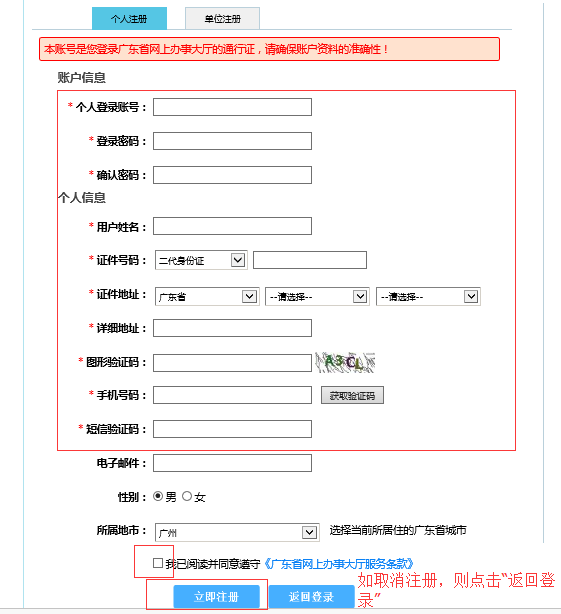 个人注册 单位注册
本账号是您登录广东省网上办事大厅的通行证，请确保账户资料的准确性！
账户信息
* 个人登录账号：
* 登录密码：
* 确认密码：
个人信息
* 用户姓名：
* 证件号码： 二代身份证
* 证件地址： 广东省 --请选择-- --请选择--
* 详细地址：
* 图形验证码： A3CL
* 手机号码： 获取验证码
* 短信验证码：
电子邮件：
性别： 男 女
所属地市： 广州 选择当前所居住的广东省城市
我已阅读并同意遵守《广东省网上办事大厅服务条款》
立即注册 返回登录
如取消注册，则点击“返回登
录”